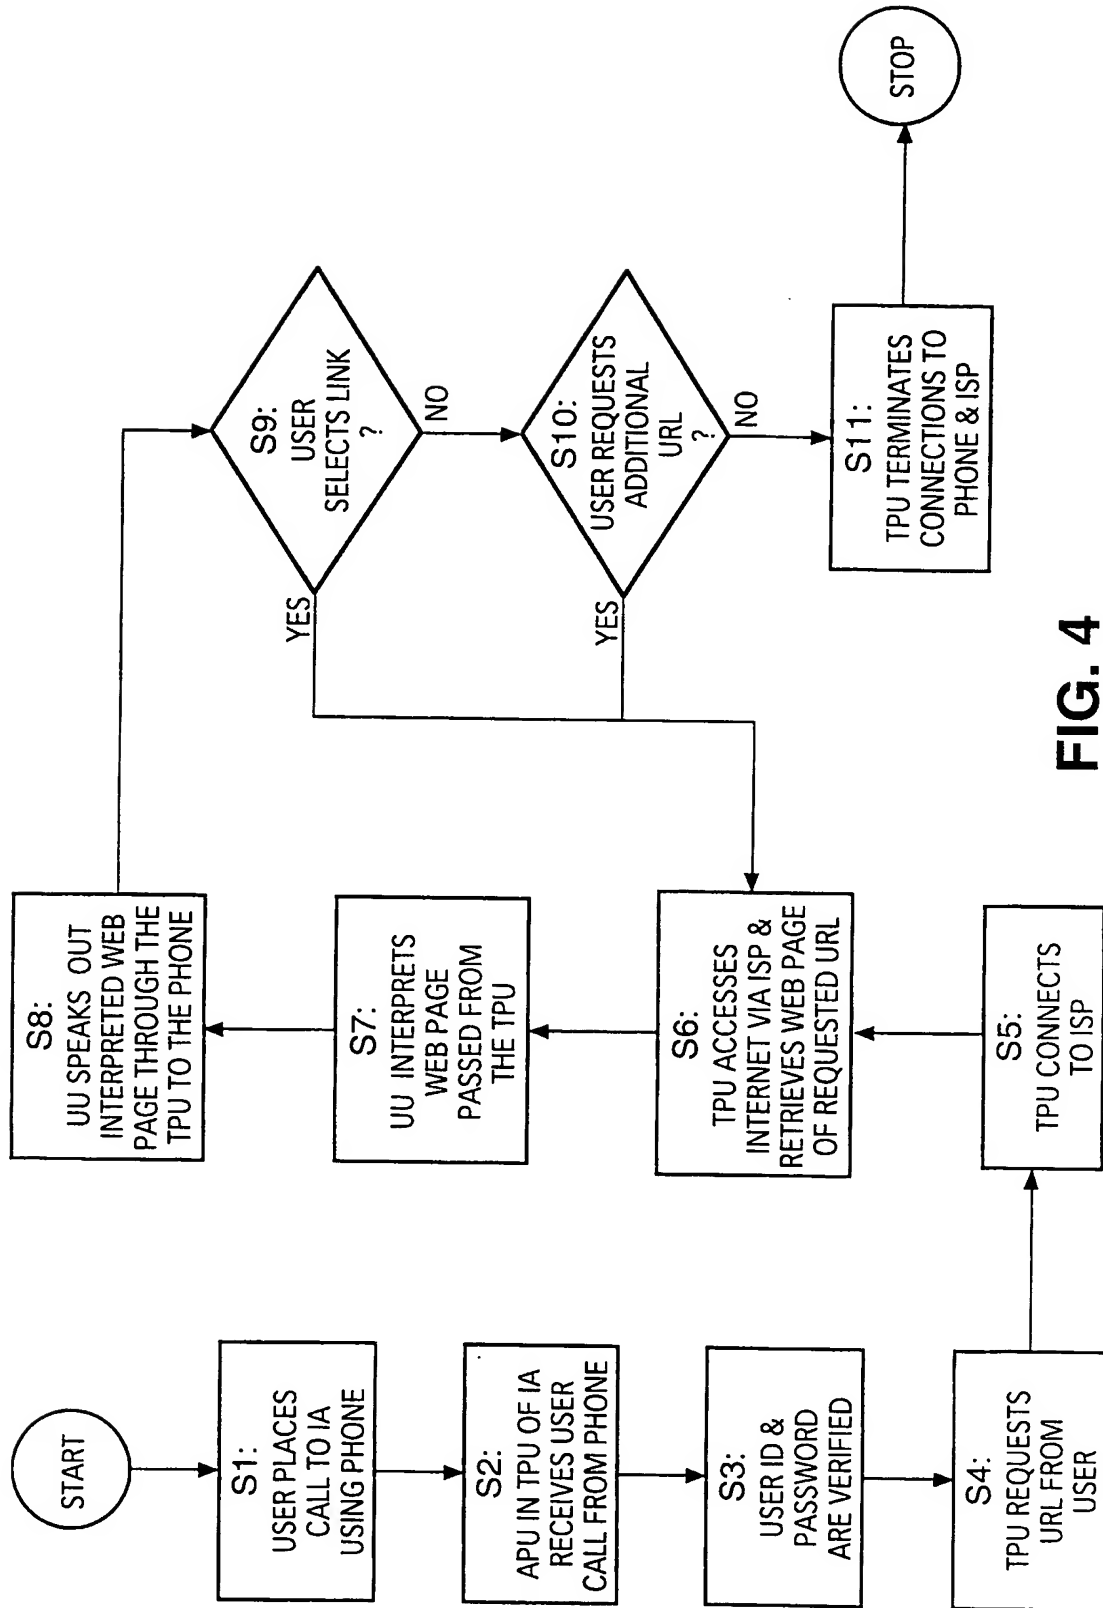 START
S1:
USER PLACES
CALL TO IA
USING PHONE
S2:
APU IN TPU OF IA
RECEIVES USER
CALL FROM PHONE
S3:
USER ID &
PASSWORD
ARE VERIFIED
S4:
TPU REQUESTS
URL FROM
USER
S5:
TPU CONNECTS
TO ISP
S6:
TPU ACCESSES
INTERNET VIA ISP &
RETRIEVES WEB PAGE
OF REQUESTED URL
S7:
UU INTERPRETS
WEB PAGE
PASSED FROM
THE TPU
S8:
UU SPEAKS OUT
INTERPRETED WEB
PAGE THROUGH THE
TPU TO THE PHONE
S9:
USER
SELECTS LINK
?
YES
NO
S10:
USER REQUESTS
ADDITIONAL
URL
?
YES
NO
S11:
TPU TERMINATES
CONNECTIONS TO
PHONE & ISP
STOP
FIG. 4